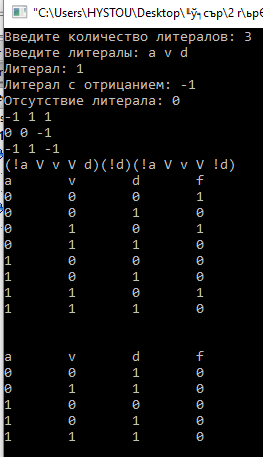 "C:\Users\HYSTOU\Desktop\
Введите количество литералов: 3
Введите литералы: a v d
Литерал: 1
Литерал с отрицанием: -1
Отсутствие литерала: 0
-1 1 1
0 0 -1
-1 1 -1
(!a V v V d)(!d)(!a V v V !d)
a v d f
0 0 0 1
0 0 1 0
0 1 0 1
0 1 1 0
1 0 0 0
1 0 1 0
1 1 0 1
1 1 1 0
a v d f
0 0 1 0
0 1 1 0
1 0 0 0
1 0 1 0
1 1 1 0